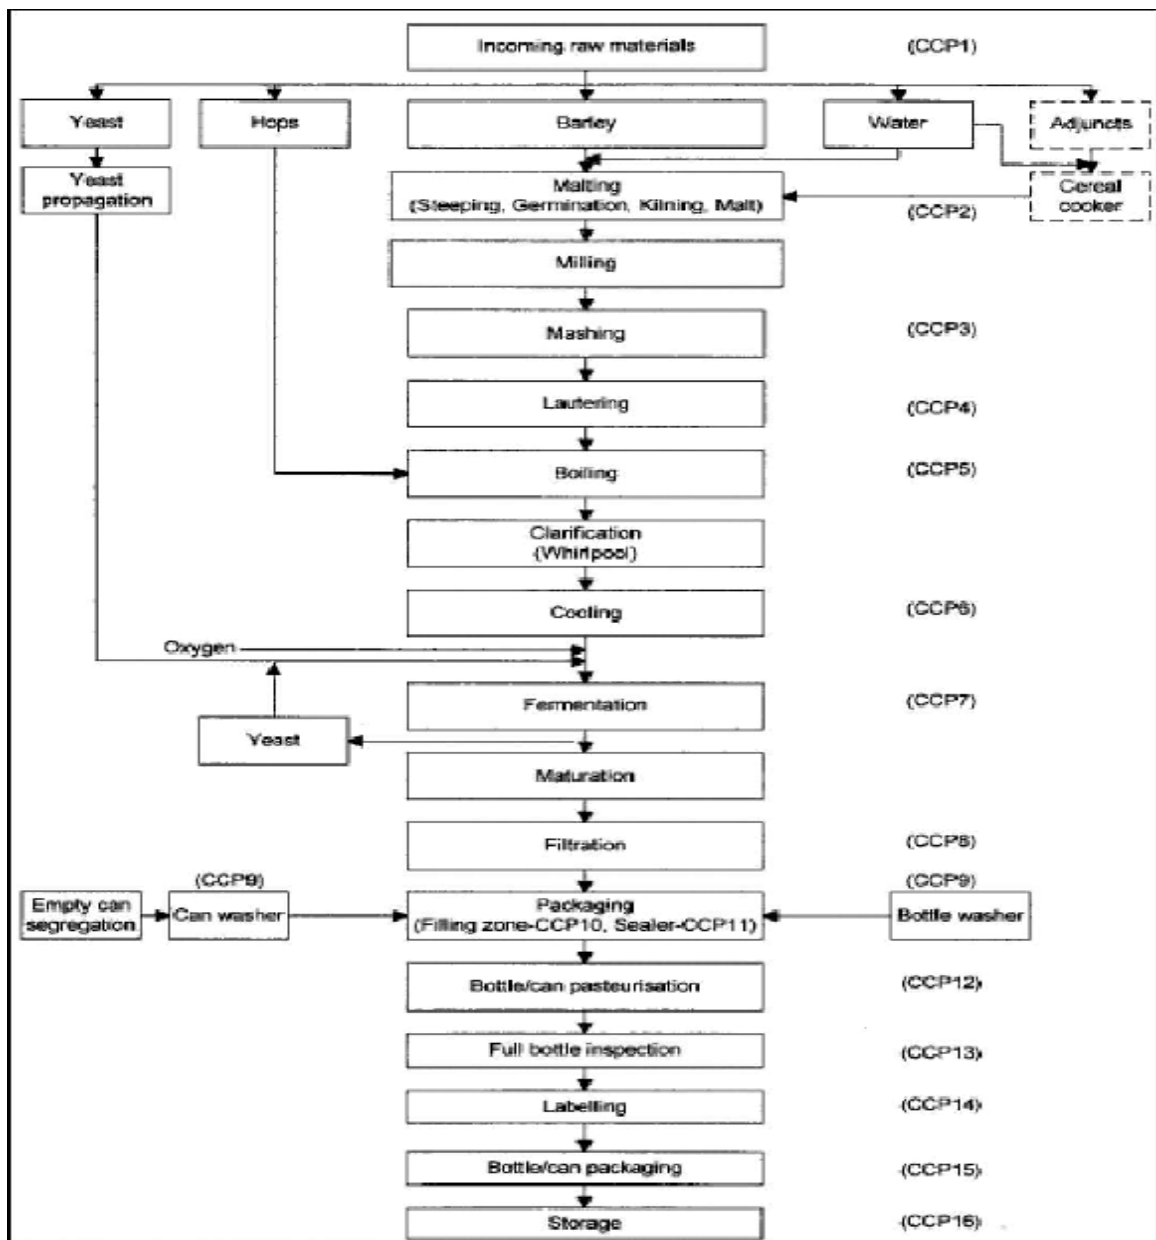 Incoming raw materials (CCP1)
Yeast Hops Barley Water Adjuncts
Yeast
propagation
Malting
(Steeping, Germination, Kilning, Malt)
(CCP2)
Cereal
cooker
Milling
Mashing (CCP3)
Lautering (CCP4)
Boiling (CCP5)
Clarification
(Whirlpool)
Cooling (CCP6)
Oxygen
Fermentation (CCP7)
Yeast
Maturation
Filtration (CCP8)
(CCP9) (CCP9)
Empty can
segregation
Can washer
Packaging
(Filling zone-CCP10, Sealer-CCP11)
Bottle washer
Bottle/can pasteurisation (CCP12)
Full bottle inspection (CCP13)
Labelling (CCP14)
Bottle/can packaging (CCP15)
Storage (CCP16)